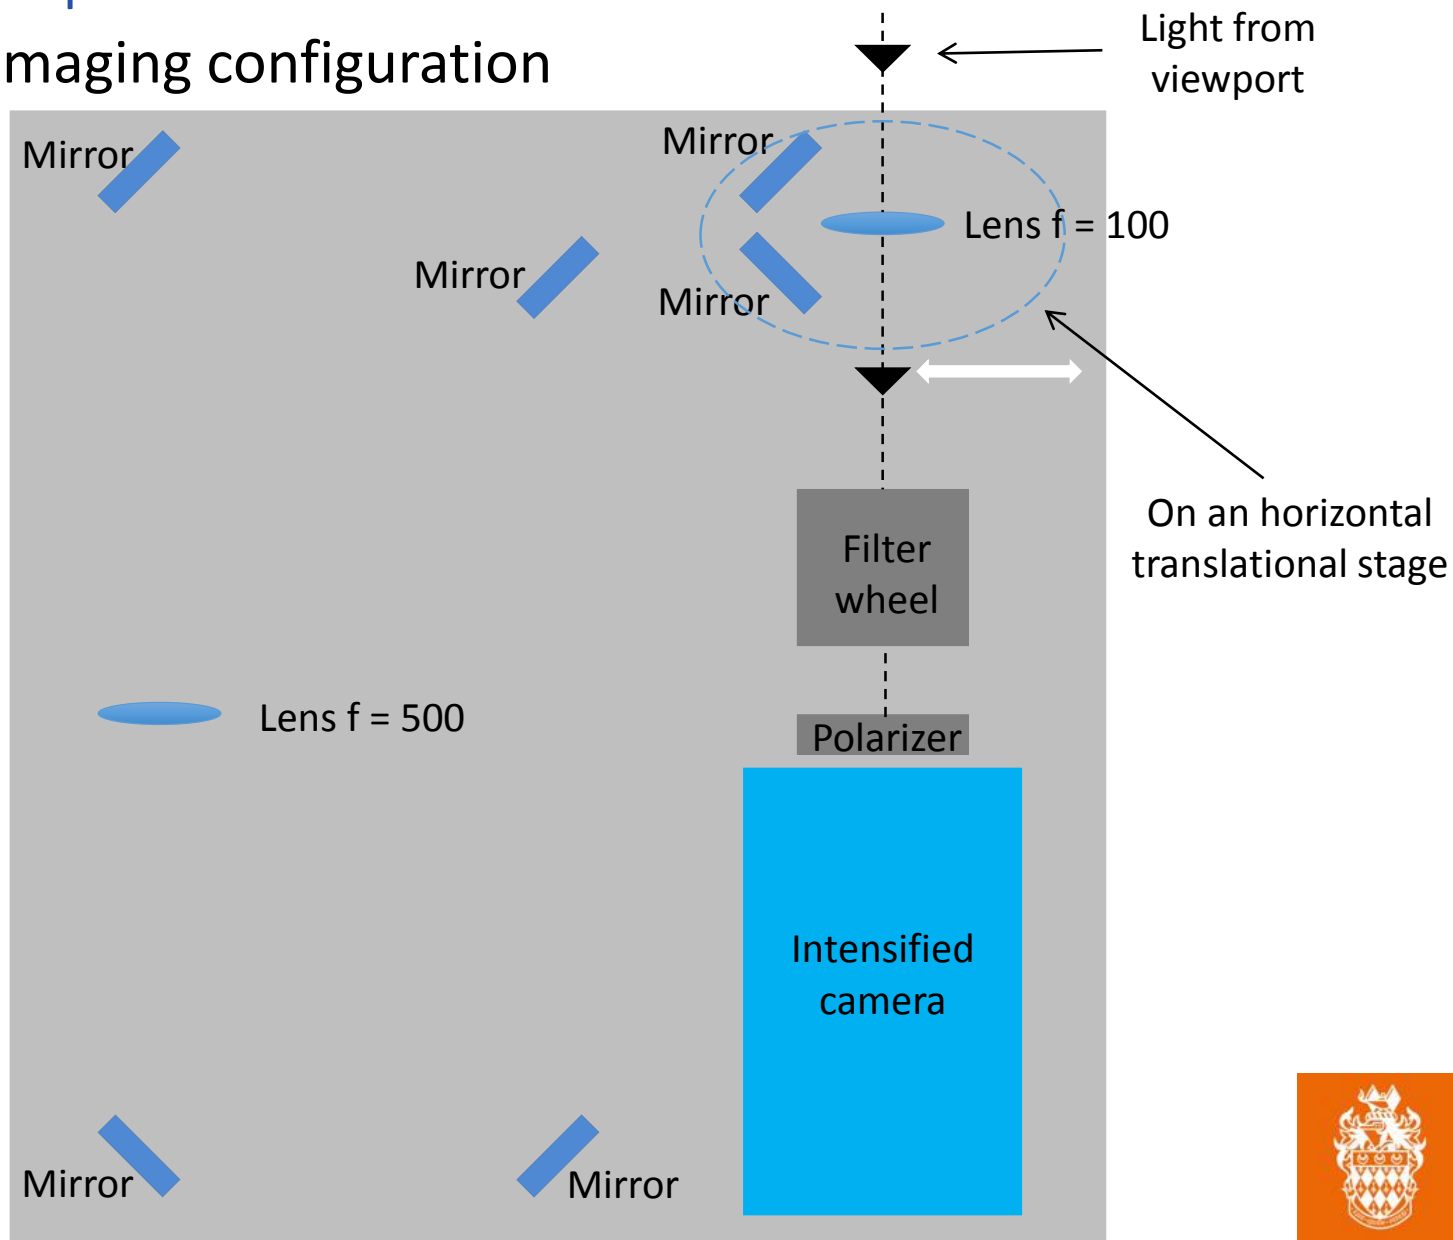 maging configuration
Light from
viewport
Mirror
Mirror
Lens f = 100
Mirror
Mirror
On an horizontal
translational stage
Filter
wheel
Lens f = 500
Polarizer
Intensified
camera
Mirror
Mirror